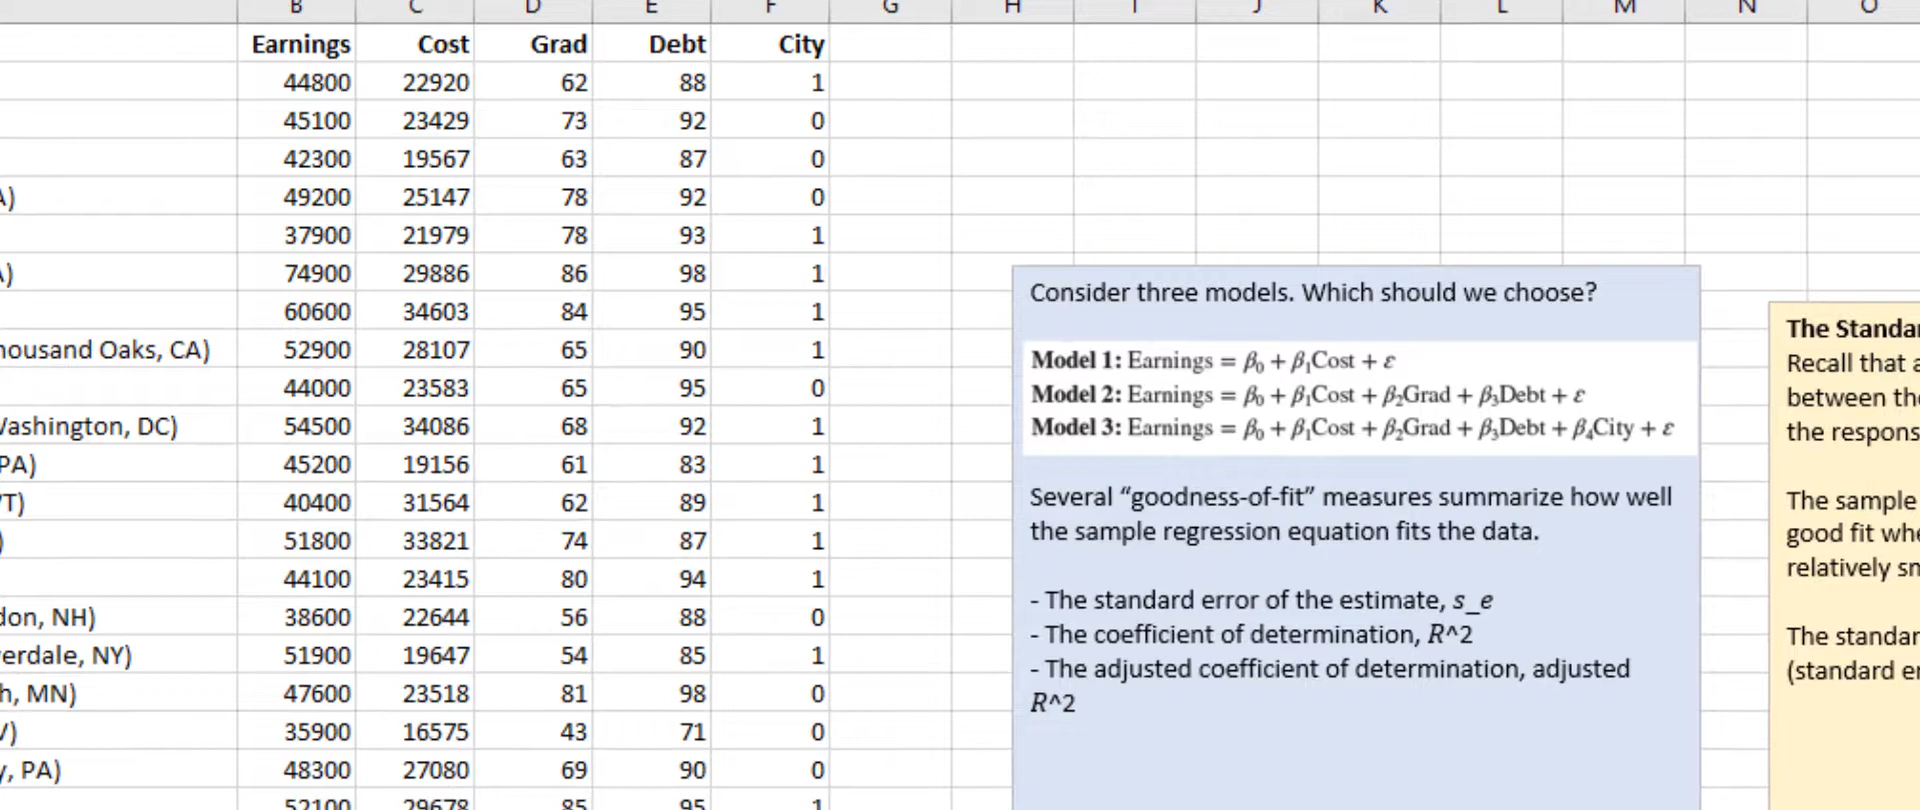 B C D E F G H I J K L M N O
Earnings Cost Grad Debt City
44800 22920 62 88 1
45100 23429 73 92 0
42300 19567 63 87 0
A) 49200 25147 78 92 0
37900 21979 78 93 1
A) 74900 29886 86 98 1
60600 34603 84 95 1
housand Oaks, CA) 52900 28107 65 90 1
44000 23583 65 95 0
Washington, DC) 54500 34086 68 92 1
PA) 45200 19156 61 83 1
VT) 40400 31564 62 89 1
) 51800 33821 74 87 1
44100 23415 80 94 1
don, NH) 38600 22644 56 88 0
verdale, NY) 51900 19647 54 85 1
h, MN) 47600 23518 81 98 0
V) 35900 16575 43 71 0
y, PA) 48300 27080 69 90 0
52100 29678 85 95 1
Consider three models. Which should we choose?
Model 1: Earnings = β₀ + β₁Cost + ε
Model 2: Earnings = β₀ + β₁Cost + β₂Grad + β₃Debt + ε
Model 3: Earnings = β₀ + β₁Cost + β₂Grad + β₃Debt + β₄City + ε
Several “goodness-of-fit” measures summarize how well
the sample regression equation fits the data.
- The standard error of the estimate, s_e
- The coefficient of determination, R^2
- The adjusted coefficient of determination, adjusted
R^2
The Standar
Recall that a
between the
the respons
The sample
good fit whe
relatively sm
The standar
(standard er